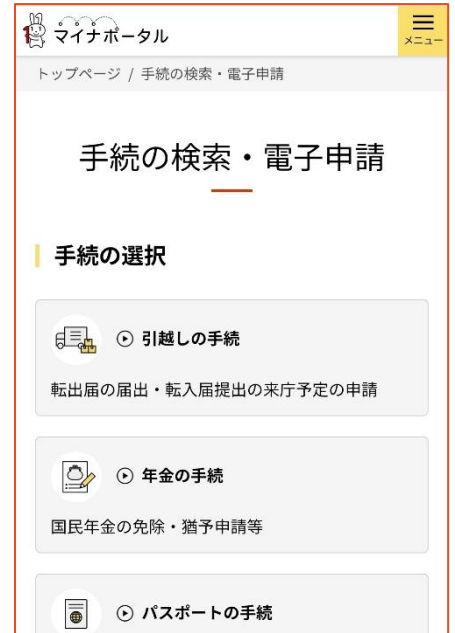 マイナポータル
メニュー
トップページ / 手続の検索・電子申請
手続の検索・電子申請
手続の選択
引越しの手続
転出届の届出・転入届提出の来庁予定の申請
年金の手続
国民年金の免除・猶予申請等
パスポートの手続